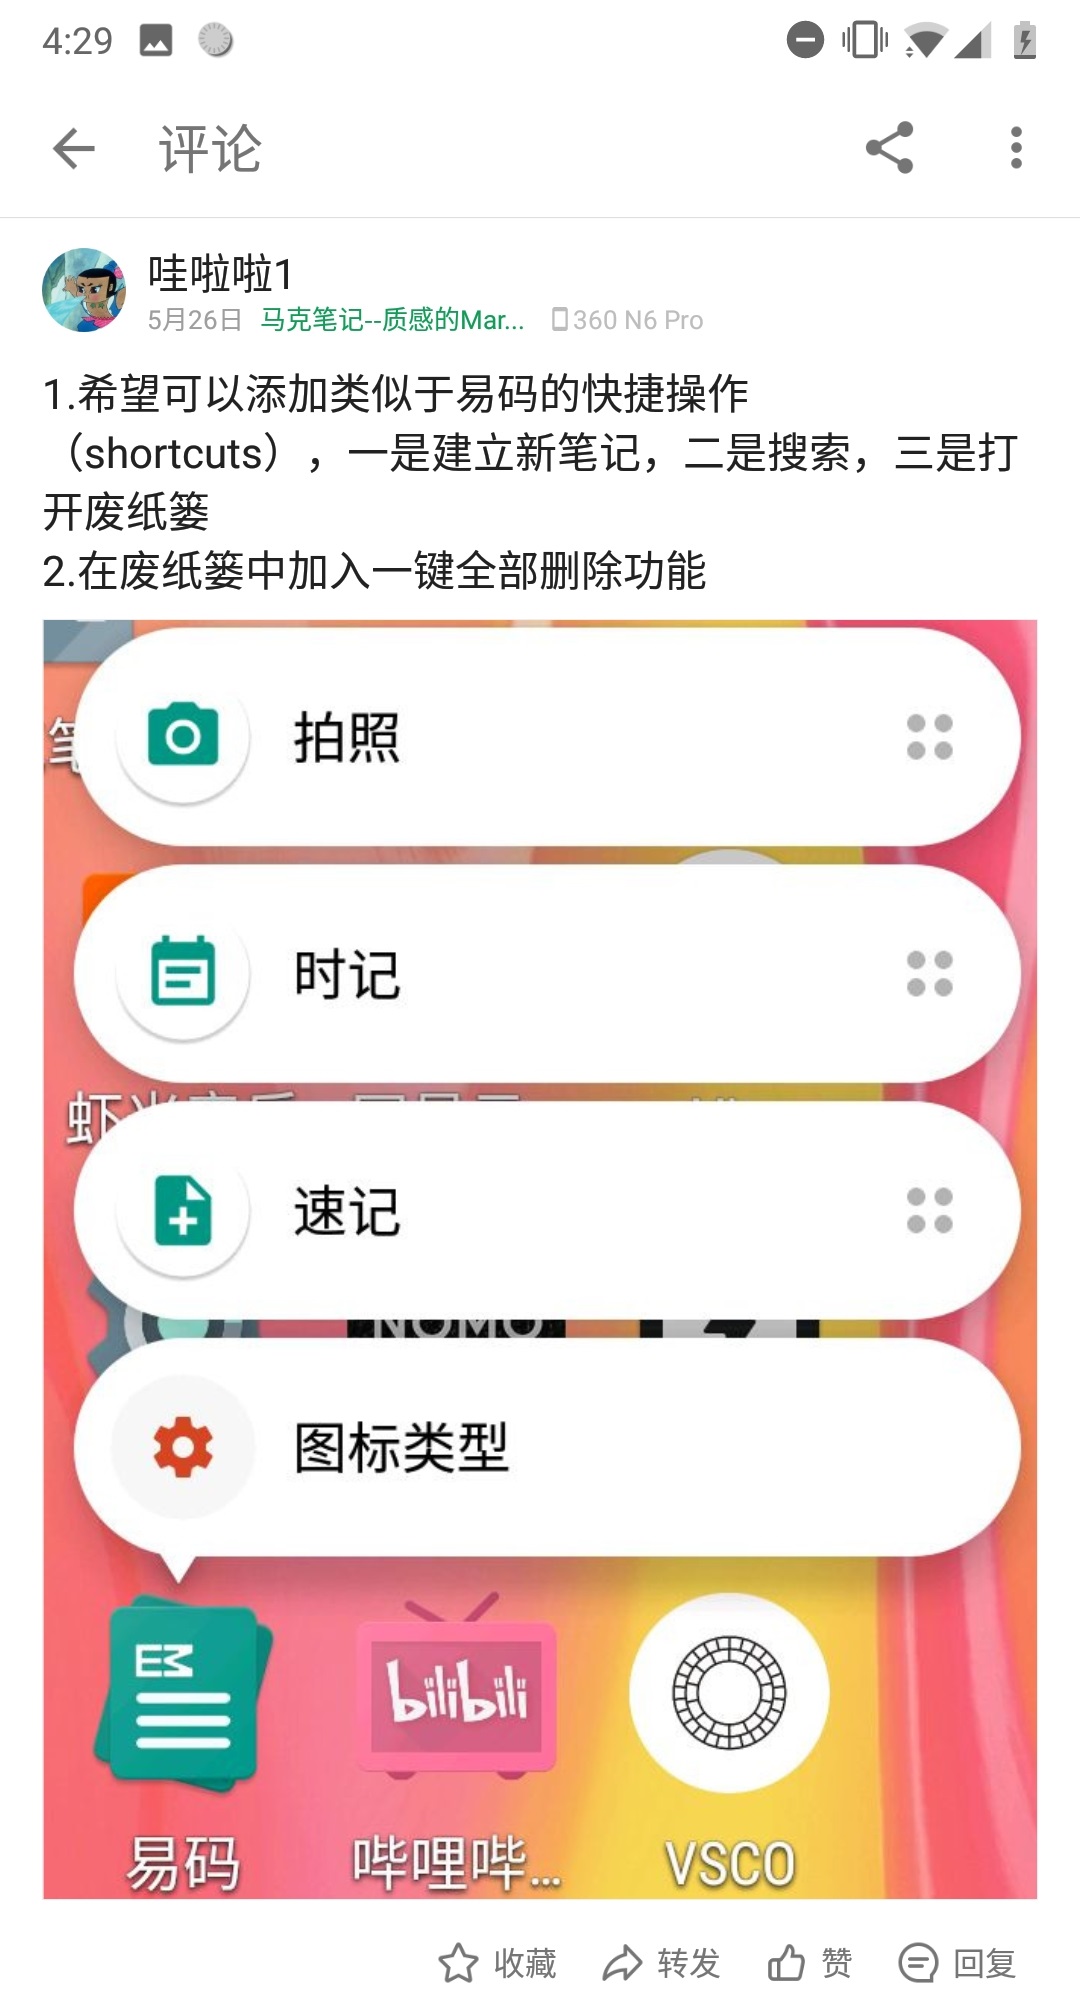 4:29
评论
哇啦啦1
5月26日 马克笔记--质感的Mar... 360 N6 Pro
1.希望可以添加类似于易码的快捷操作
（shortcuts），一是建立新笔记，二是搜索，三是打
开废纸篓
2.在废纸篓中加入一键全部删除功能
拍照
时记
速记
NOMO
图标类型
EM
bilibili
易码 哔哩哔... VSCO
收藏 转发 赞 回复